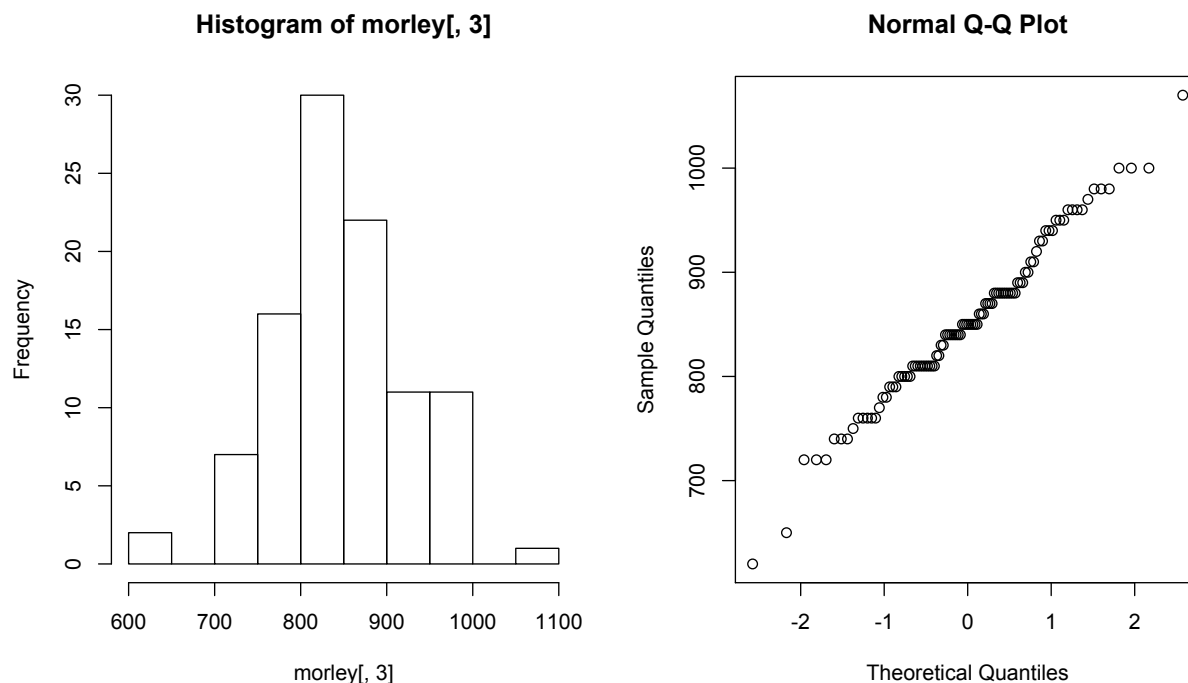 Histogram of morley[, 3]
Frequency
30
25
20
15
10
5
0
600 700 800 900 1000 1100
morley[, 3]
Normal Q-Q Plot
Sample Quantiles
1000
900
800
700
-2 -1 0 1 2
Theoretical Quantiles